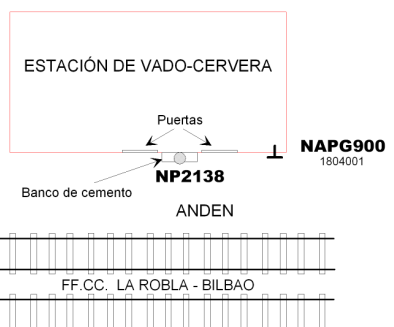 ESTACIÓN DE VADO-CERVERA
Puertas
NAPG900
1804001
Banco de cemento
NP2138
ANDEN
FF.CC. LA ROBLA - BILBAO